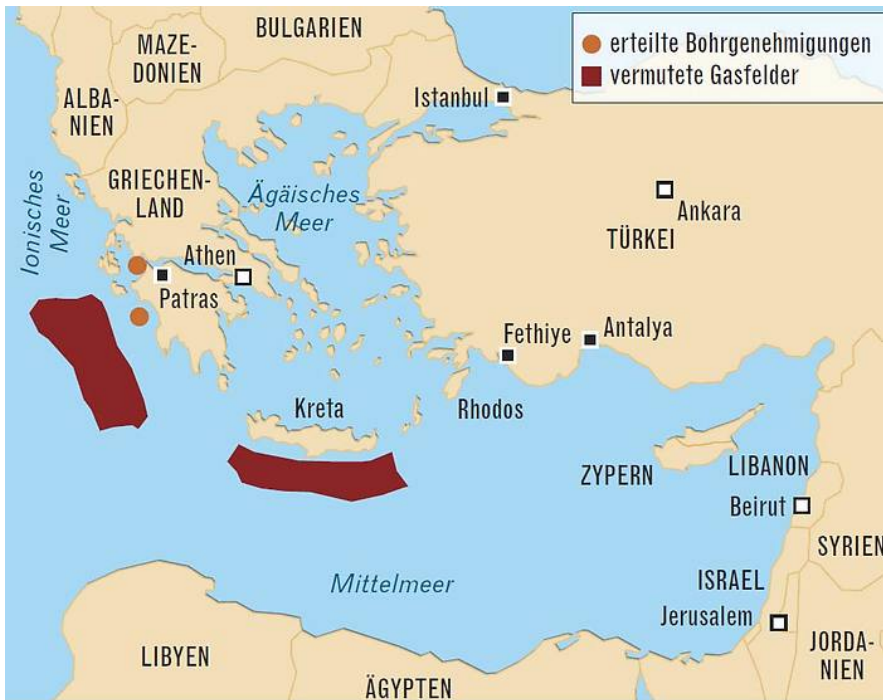 BULGARIEN
erteilte Bohrgenehmigungen
vermutete Gasfelder
MAZE-
DONIEN
ALBA-
NIEN
Istanbul
GRIECHEN-
LAND
Ägäisches
Meer
Ionisches
Meer
Ankara
TÜRKEI
Athen
Patras
Fethiye
Antalya
Kreta
Rhodos
ZYPERN
LIBANON
Beirut
SYRIEN
Mittelmeer
ISRAEL
Jerusalem
LIBYEN
ÄGYPTEN
JORDA-
NIEN